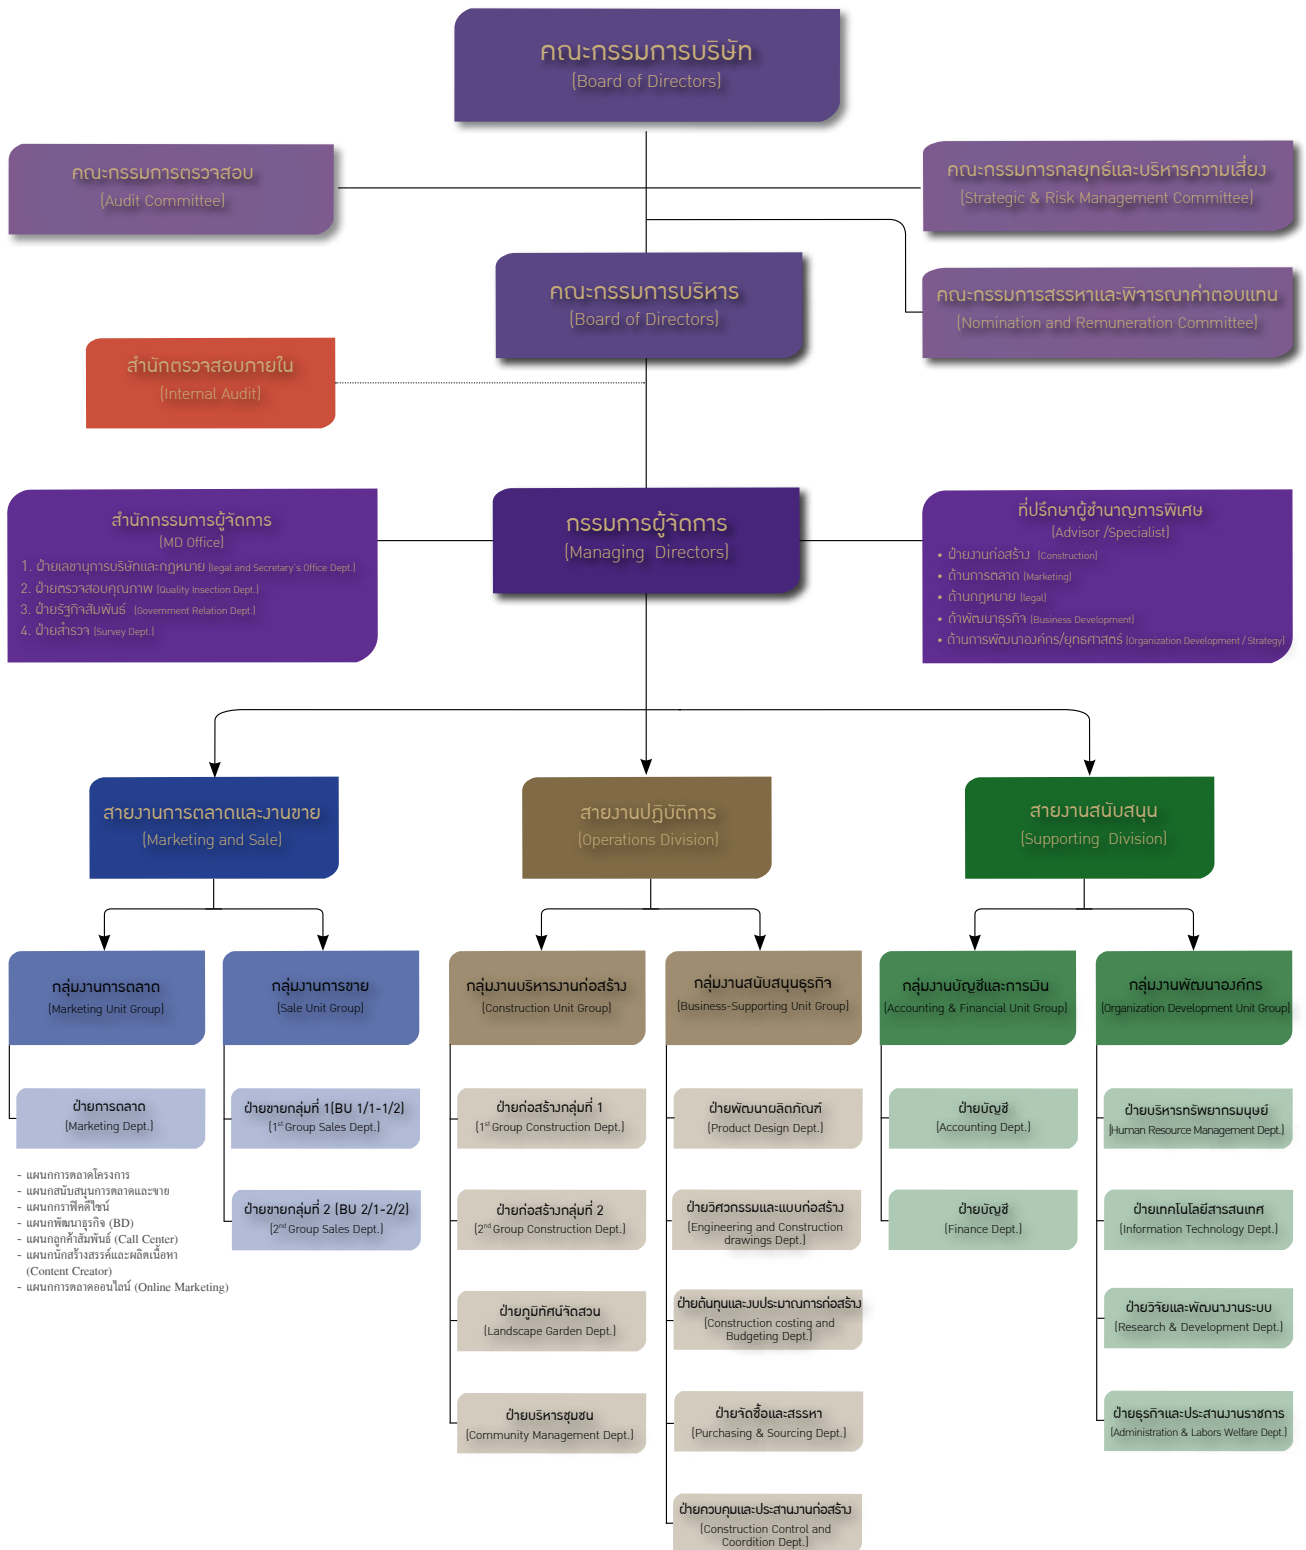 คณะกรรมการบริษัท
(Board of Directors)
คณะกรรมการตรวจสอบ
(Audit Committee)
คณะกรรมการกลยุทธ์และบริหารความเสี่ยง
(Strategic & Risk Management Committee)
คณะกรรมการบริหาร
(Board of Directors)
คณะกรรมการสรรหาและพิจารณาค่าตอบแทน
(Nomination and Remuneration Committee)
สำนักตรวจสอบภายใน
(Internal Audit)
สำนักกรรมการผู้จัดการ
(MD Office)
1. ฝ่ายเลขานุการบริษัทและกฎหมาย (legal and Secretary's Office Dept.)
2. ฝ่ายตรวจสอบคุณภาพ (Quality Insection Dept.)
3. ฝ่ายรัฐกิจสัมพันธ์ (Government Relation Dept.)
4. ฝ่ายสำรวจ (Survey Dept.)
กรรมการผู้จัดการ
(Managing Directors)
ที่ปรึกษาผู้ชำนาญการพิเศษ
(Advisor /Specialist)
• ฝ่ายงานก่อสร้าง (Construction)
• ด้านการตลาด (Marketing)
• ด้านกฎหมาย (legal)
• ด้าพัฒนาธุรกิจ (Business Development)
• ด้านการพัฒนาองค์กร/ยุทธศาสตร์ (Organization Development / Strategy)
สายงานการตลาดและงานขาย
(Marketing and Sale)
สายงานปฏิบัติการ
(Operations Division)
สายงานสนับสนุน
(Supporting Division)
กลุ่มงานการตลาด
(Marketing Unit Group)
กลุ่มงานการขาย
(Sale Unit Group)
กลุ่มงานบริหารงานก่อสร้าง
(Construction Unit Group)
กลุ่มงานสนับสนุนธุรกิจ
(Business-Supporting Unit Group)
กลุ่มงานบัญชีและการเงิน
(Accounting & Financial Unit Group)
กลุ่มงานพัฒนาองค์กร
(Organization Development Unit Group)
ฝ่ายการตลาด
(Marketing Dept.)
- แผนกการตลาดโครงการ
- แผนกสนับสนุนการตลาดและขาย
- แผนกกราฟิคดีไซน์
- แผนกพัฒนาธุรกิจ (BD)
- แผนกลูกค้าสัมพันธ์ (Call Center)
- แผนกนักสร้างสรรค์และผลิตเนื้อหา
(Content Creator)
- แผนกการตลาดออนไลน์ (Online Marketing)
ฝ่ายขายกลุ่มที่ 1(BU 1/1-1/2)
(1st Group Sales Dept.)
ฝ่ายขายกลุ่มที่ 2 (BU 2/1-2/2)
(2nd Group Sales Dept.)
ฝ่ายก่อสร้างกลุ่มที่ 1
(1st Group Construction Dept.)
ฝ่ายก่อสร้างกลุ่มที่ 2
(2nd Group Construction Dept.)
ฝ่ายภูมิทัศน์จัดสวน
(Landscape Garden Dept.)
ฝ่ายบริหารชุมชน
(Community Management Dept.)
ฝ่ายพัฒนาผลิตภัณฑ์
(Product Design Dept.)
ฝ่ายวิศวกรรมและแบบก่อสร้าง
(Engineering and Construction
drawings Dept.)
ฝ่ายต้นทุนและงบประมาณการก่อสร้าง
(Construction costing and
Budgeting Dept.)
ฝ่ายจัดซื้อและสรรหา
(Purchasing & Sourcing Dept.)
ฝ่ายควบคุมและประสานงานก่อสร้าง
(Construction Control and
Coordition Dept.)
ฝ่ายบัญชี
(Accounting Dept.)
ฝ่ายบัญชี
(Finance Dept.)
ฝ่ายบริหารทรัพยากรมนุษย์
(Human Resource Management Dept.)
ฝ่ายเทคโนโลยีสารสนเทศ
(Information Technology Dept.)
ฝ่ายวิจัยและพัฒนางานระบบ
(Research & Development Dept.)
ฝ่ายธุรกิจและประสานงานราชการ
(Administration & Labors Welfare Dept.)